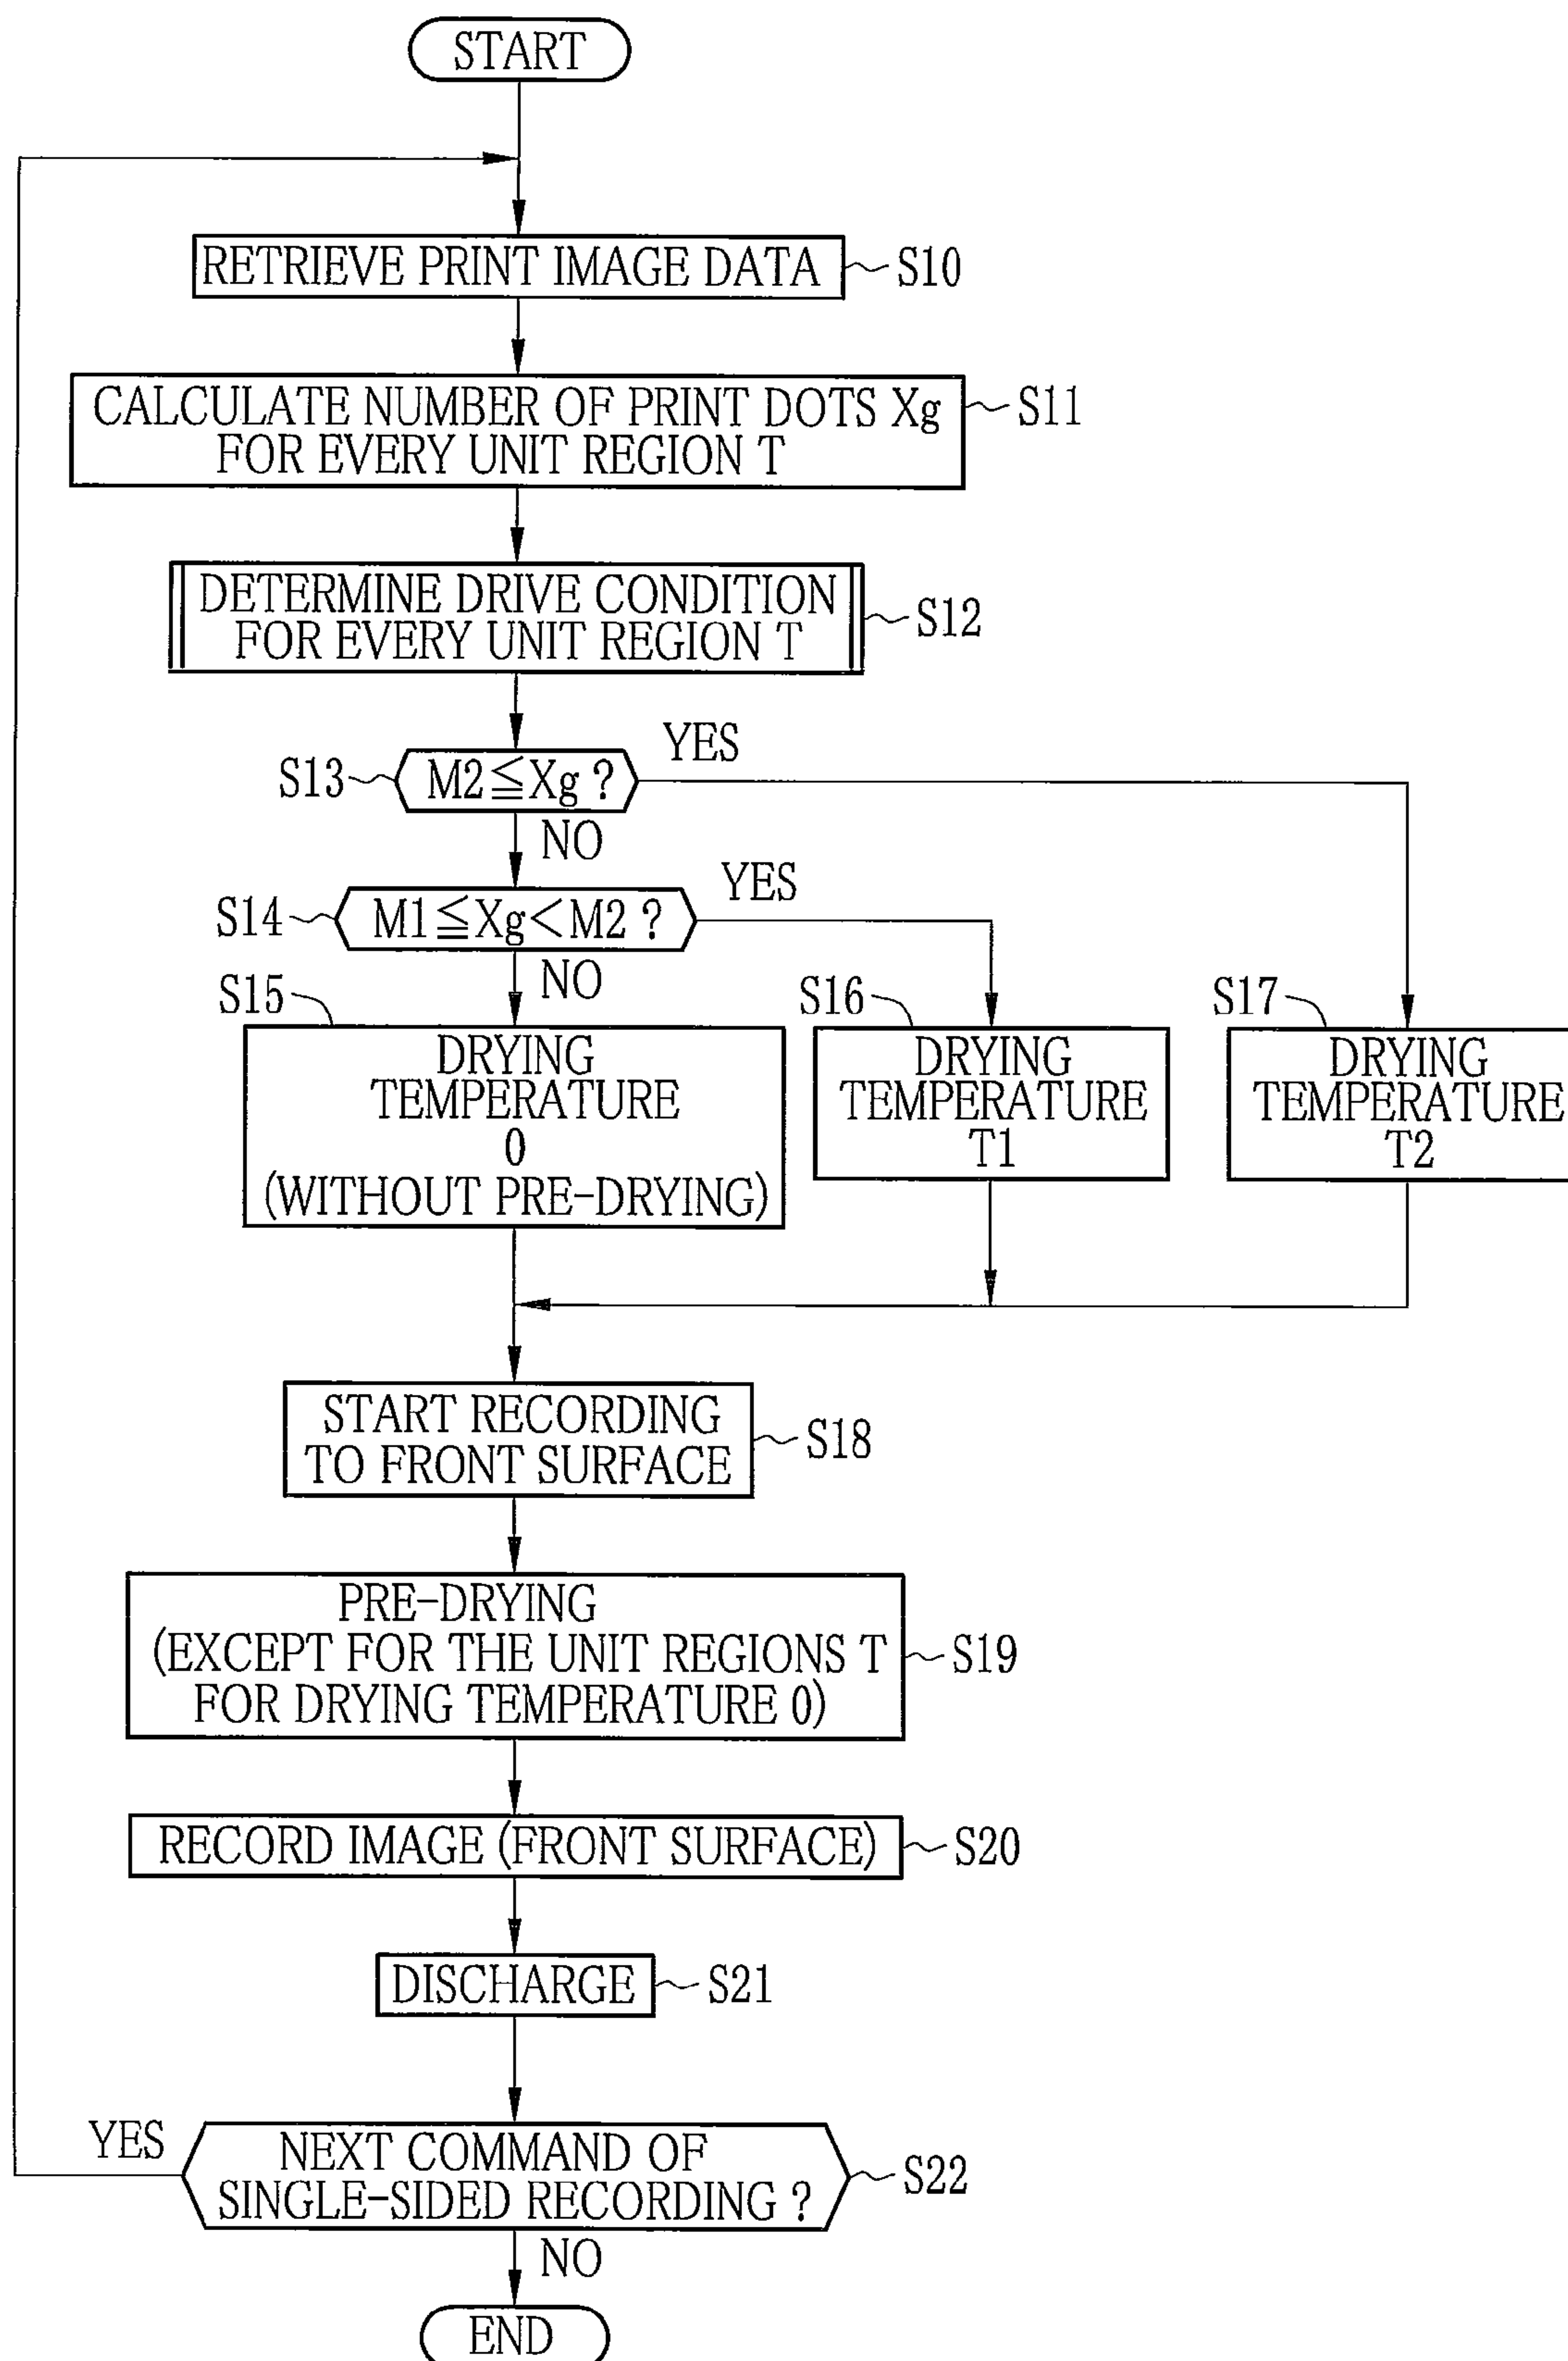 START
RETRIEVE PRINT IMAGE DATA
S10
CALCULATE NUMBER OF PRINT DOTS Xg
FOR EVERY UNIT REGION T
S11
DETERMINE DRIVE CONDITION
FOR EVERY UNIT REGION T
S12
YES
S13
M2≦Xg ?
NO
YES
S14
M1≦Xg<M2 ?
NO
S15
DRYING
TEMPERATURE
0
(WITHOUT PRE-DRYING)
S16
DRYING
TEMPERATURE
T1
S17
DRYING
TEMPERATURE
T2
START RECORDING
TO FRONT SURFACE
S18
PRE-DRYING
(EXCEPT FOR THE UNIT REGIONS T
FOR DRYING TEMPERATURE 0)
S19
RECORD IMAGE (FRONT SURFACE)
S20
DISCHARGE
S21
YES
NEXT COMMAND OF
SINGLE-SIDED RECORDING ?
S22
NO
END